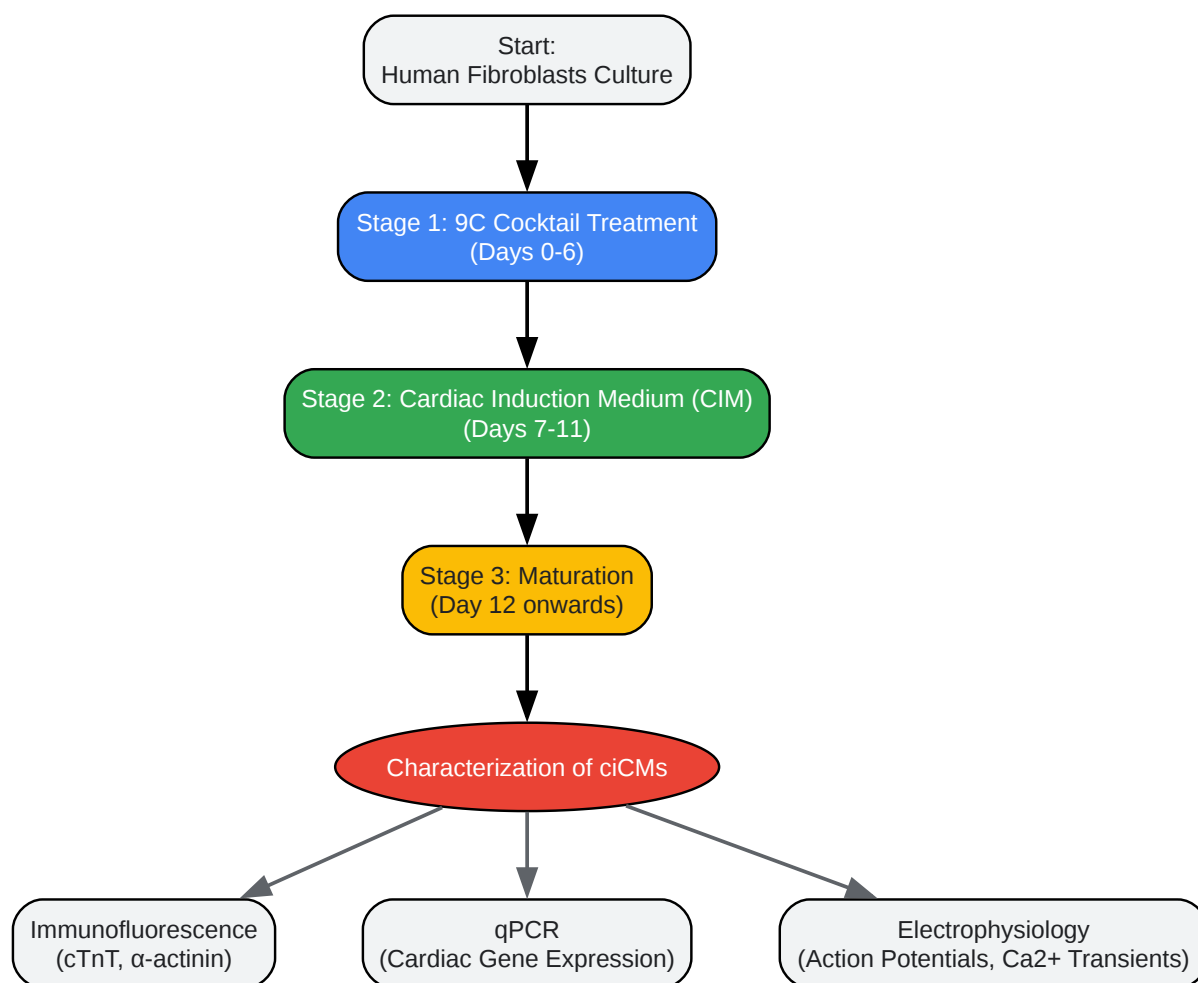 Start:
Human Fibroblasts Culture
Stage 1: 9C Cocktail Treatment
(Days 0-6)
Stage 2: Cardiac Induction Medium (CIM)
(Days 7-11)
Stage 3: Maturation
(Day 12 onwards)
Characterization of ciCMs
Immunofluorescence
(cTnT, α-actinin)
qPCR
(Cardiac Gene Expression)
Electrophysiology
(Action Potentials, Ca2+ Transients)